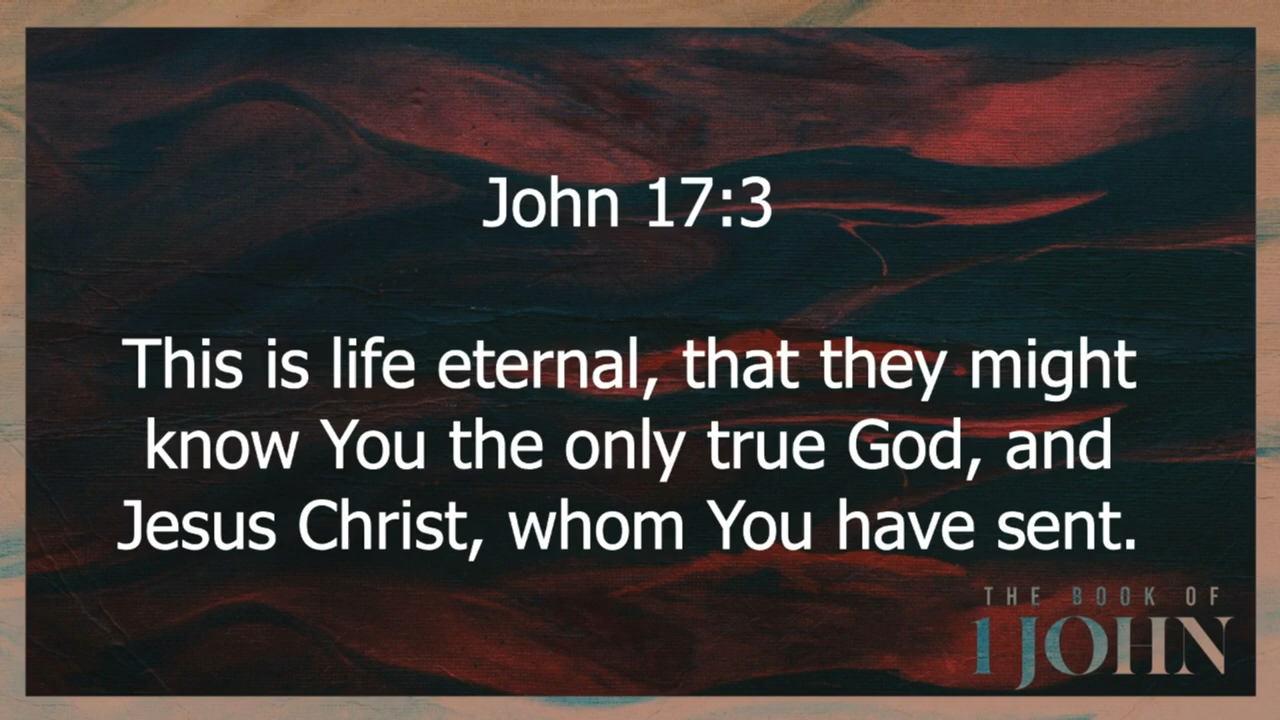 John 17:3
This is life eternal, that they might
know You the only true God, and
Jesus Christ, whom You have sent.
THE BOOK OF
1 JOHN